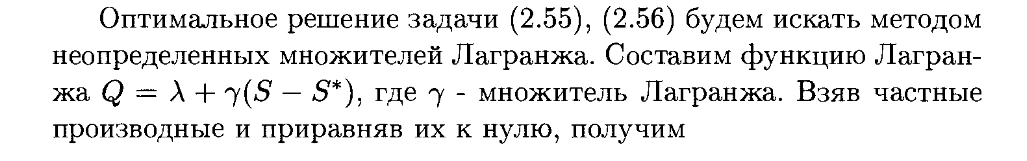 Оптимальное решение задачи (2.55), (2.56) будем искать методом
неопределенных множителей Лагранжа. Составим функцию Лагран-
жа Q = λ + γ(S − S*), где γ - множитель Лагранжа. Взяв частные
производные и приравняв их к нулю, получим